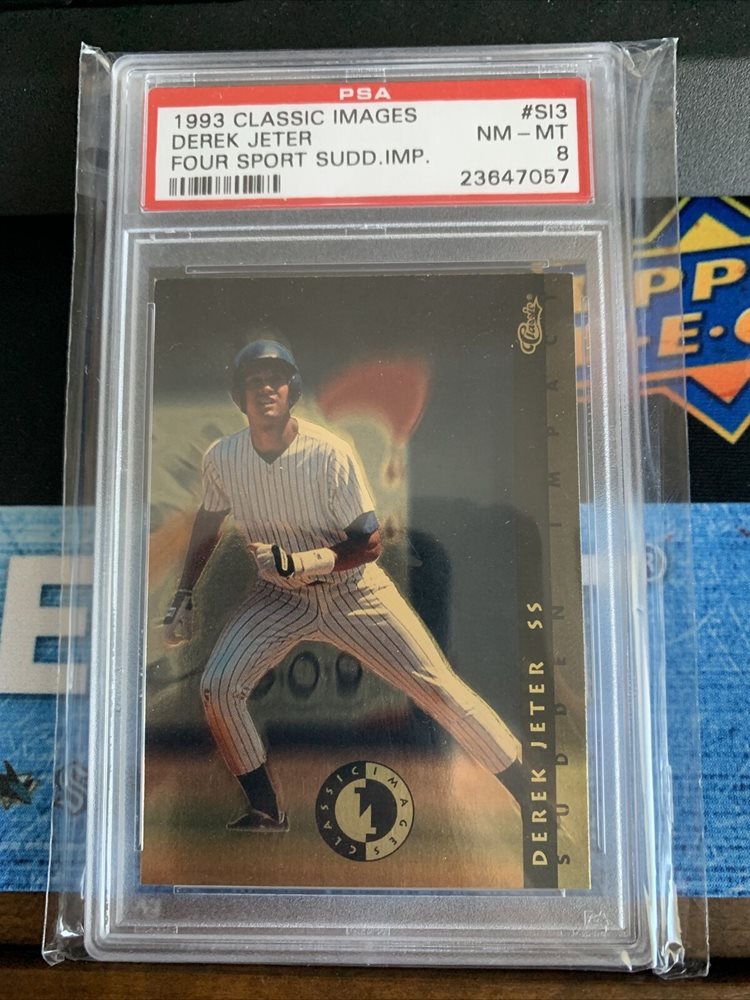 PSA
1993 CLASSIC IMAGES #SI3
DEREK JETER NM - MT
FOUR SPORT SUDD.IMP. 8
23647057
Classic
SUDDEN IMPACT
DEREK JETER SS
CLASSIC IMAGES